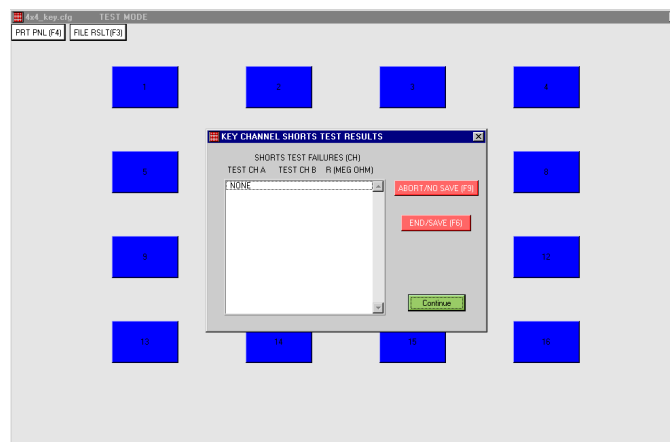 4x4_key.cfg TEST MODE
PRT PNL (F4) FILE RSLT(F3)
1 2 3 4
KEY CHANNEL SHORTS TEST RESULTS
SHORTS TEST FAILURES (CH)
TEST CH A TEST CH B R (MEG OHM)
NONE
ABORT/NO SAVE (F9)
END/SAVE (F6)
Continue
9 12
13 14 15 16